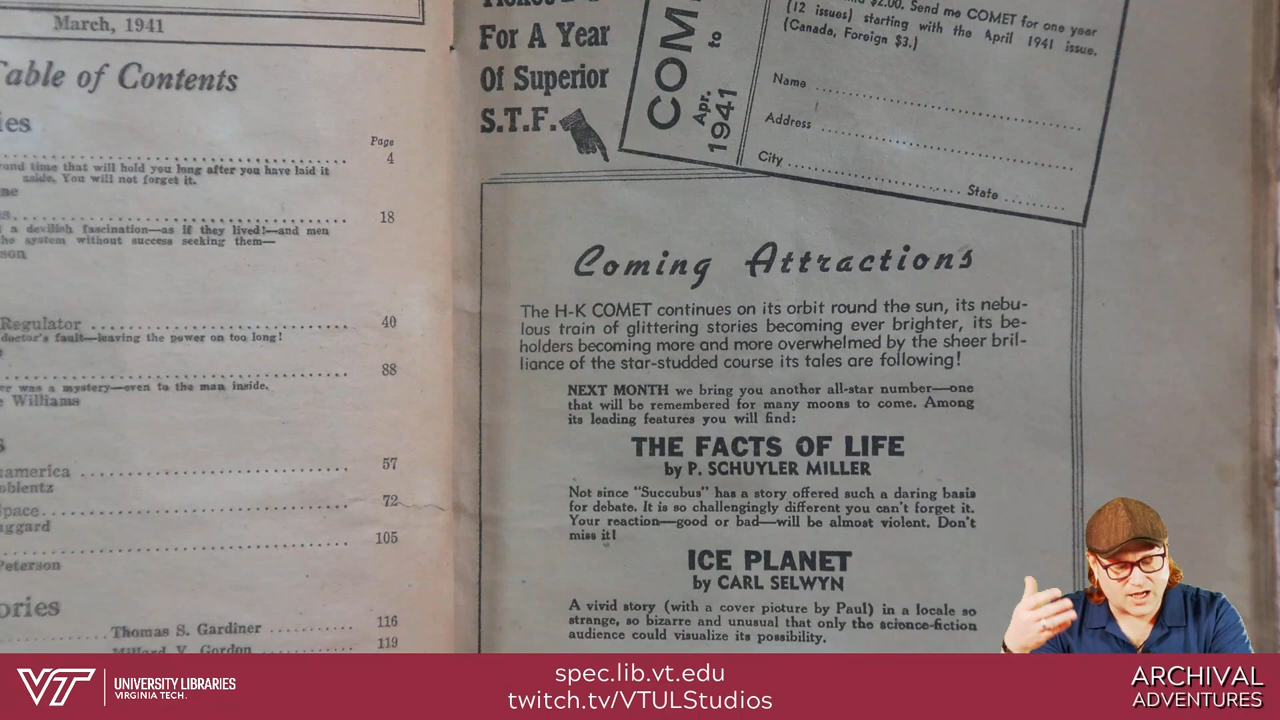 March, 1941
Table of Contents
ies
Page
4
ond time that will hold you long after you have laid it
aside. You will not forget it.
ne
s.
18
a devilish fascination—as if they lived!—and men
he system without success seeking them—
son
Regulator
40
doctor's fault—leaving the power on too long!
88
er was a mystery—even to the man inside.
Williams
s
america
57
oblentz
pace
72
ggard
105
Peterson
ories
Thomas S. Gardner
116
Millard V. Gordon
119
For A Year
Of Superior
S.T.F.
COM
to
Apr.
1941
$2.00. Send me COMET for one year
(12 issues) starting with the April 1941 issue.
(Canada, Foreign $3.)
Name
Address
City
State
Coming Attractions
The H-K COMET continues on its orbit round the sun, its nebu-
lous train of glittering stories becoming ever brighter, its be-
holders becoming more and more overwhelmed by the sheer bril-
liance of the star-studded course its tales are following!
NEXT MONTH we bring you another all-star number—one
that will be remembered for many moons to come. Among
its leading features you will find:
THE FACTS OF LIFE
by P. SCHUYLER MILLER
Not since "Succubus" has a story offered such a daring basis
for debate. It is so challengingly different you can't forget it.
Your reaction—good or bad—will be almost violent. Don't
miss it!
ICE PLANET
by CARL SELWYN
A vivid story (with a cover picture by Paul) in a locale so
strange, so bizarre and unusual that only the science-fiction
audience could visualize its possibility.
VT
UNIVERSITY LIBRARIES
VIRGINIA TECH.
spec.lib.vt.edu
twitch.tv/VTULStudios
ARCHIVAL
ADVENTURES